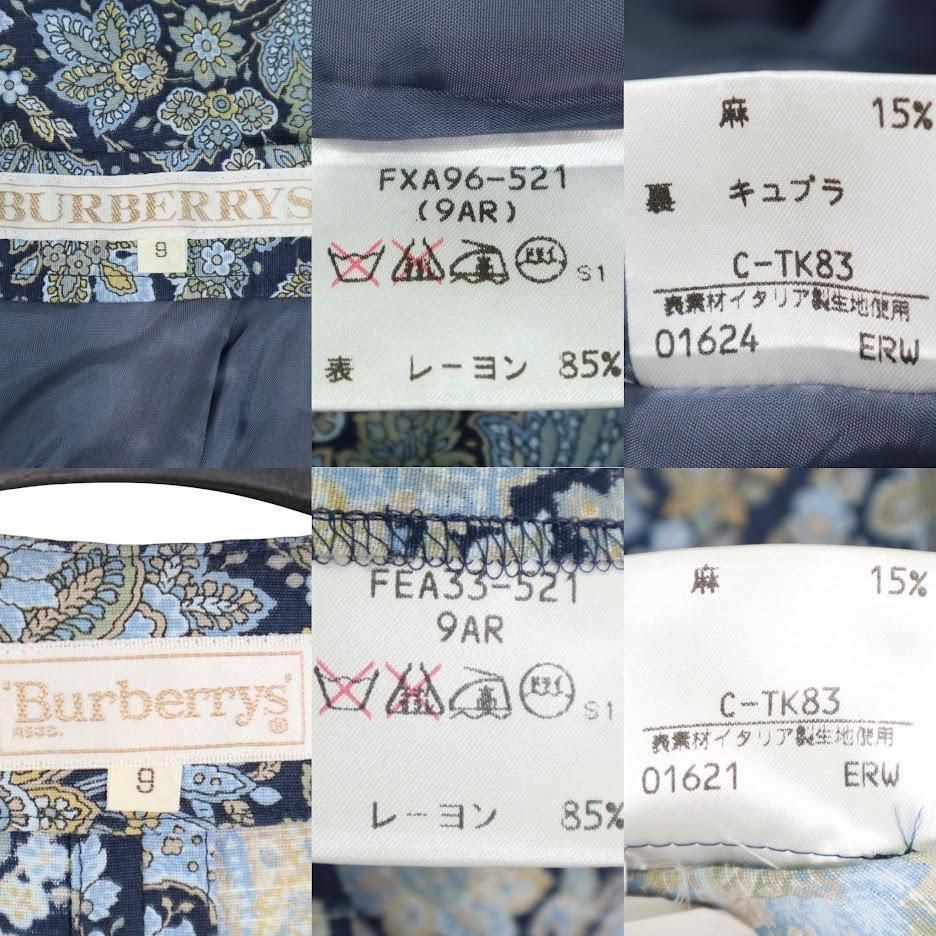 BURBERRYS
9
FXA96-521
(9AR)
S1
表 レーヨン 85%
麻 15%
裏 キュプラ
C-TK83
表素材イタリア製生地使用
01624 ERW
Burberrys®
9
FEA33-521
9AR
S1
レーヨン 85%
麻 15%
C-TK83
表素材イタリア製生地使用
01621 ERW